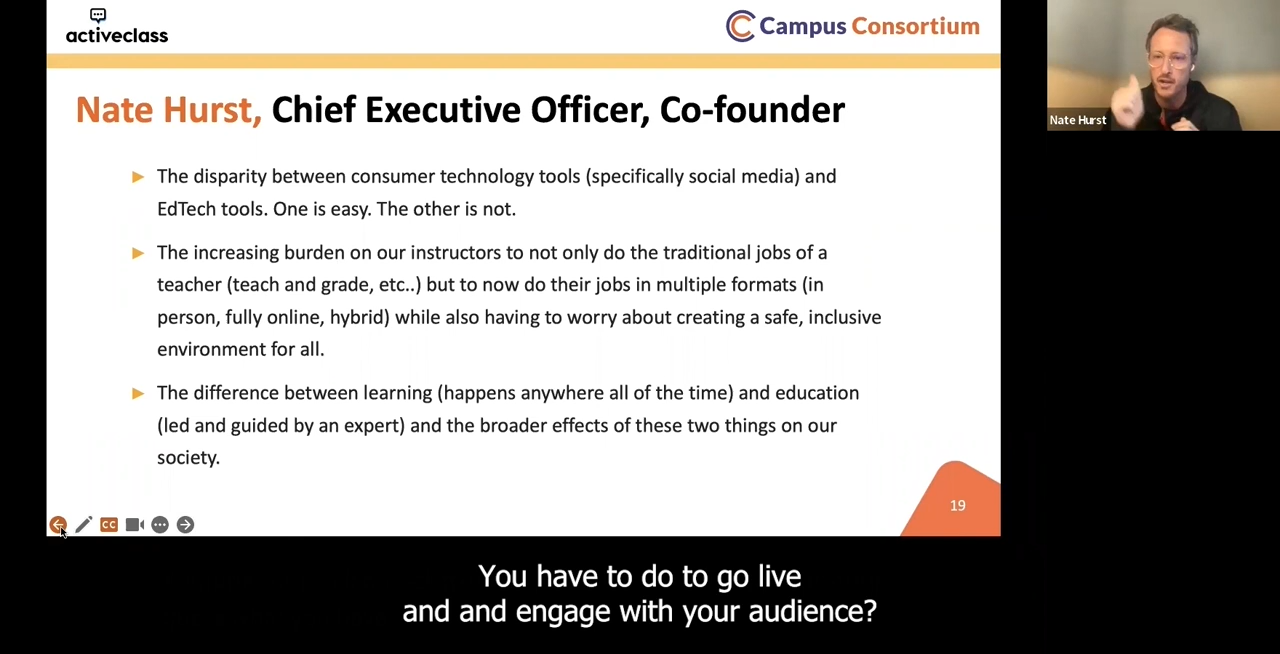 activeclass
Campus Consortium
Nate Hurst, Chief Executive Officer, Co-founder
Nate Hurst
The disparity between consumer technology tools (specifically social media) and
EdTech tools. One is easy. The other is not.
The increasing burden on our instructors to not only do the traditional jobs of a
teacher (teach and grade, etc..) but to now do their jobs in multiple formats (in
person, fully online, hybrid) while also having to worry about creating a safe, inclusive
environment for all.
The difference between learning (happens anywhere all of the time) and education
(led and guided by an expert) and the broader effects of these two things on our
society.
19
CC
You have to do to go live
and and engage with your audience?